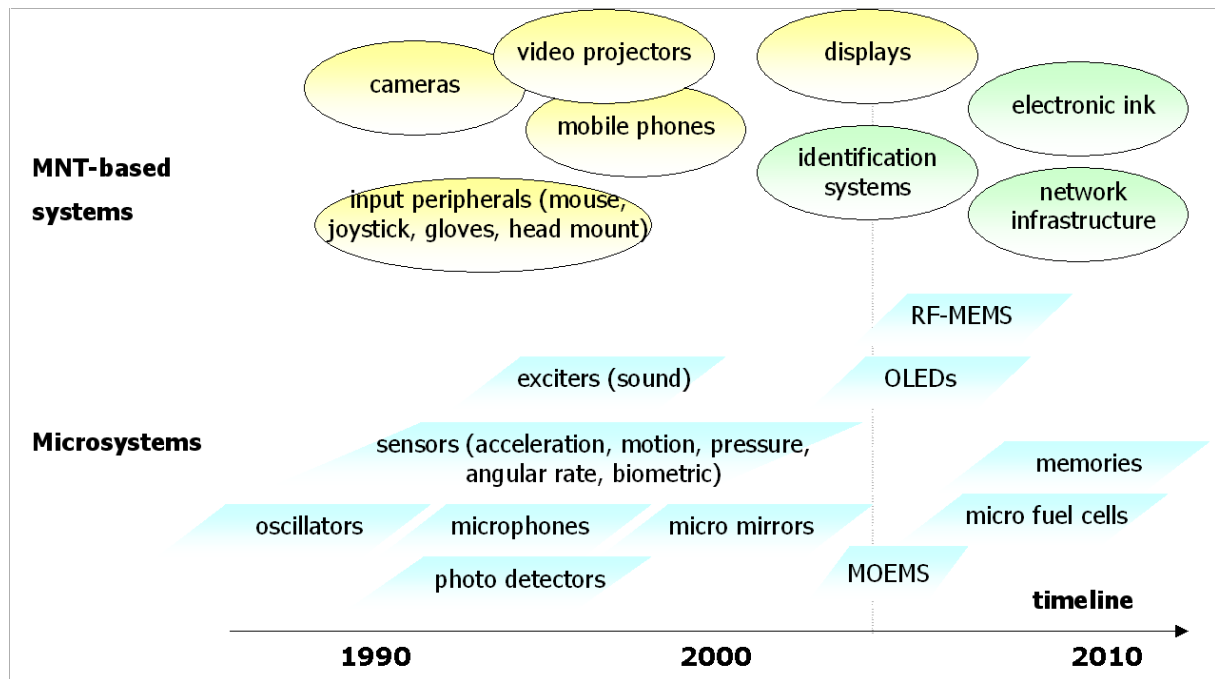 video projectors
displays
cameras
electronic ink
mobile phones
MNT-based
systems
identification
systems
input peripherals (mouse,
joystick, gloves, head mount)
network
infrastructure
RF-MEMS
exciters (sound)
OLEDs
Microsystems
sensors (acceleration, motion, pressure,
angular rate, biometric)
memories
oscillators
microphones
micro mirrors
micro fuel cells
photo detectors
MOEMS
timeline
1990
2000
2010